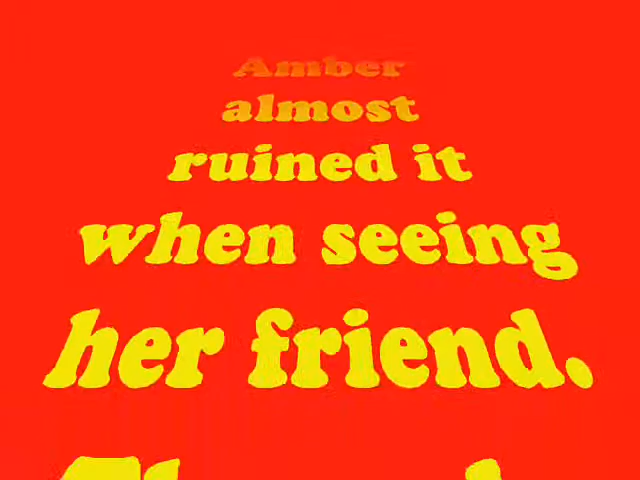 Amber
almost
ruined it
when seeing
her friend.